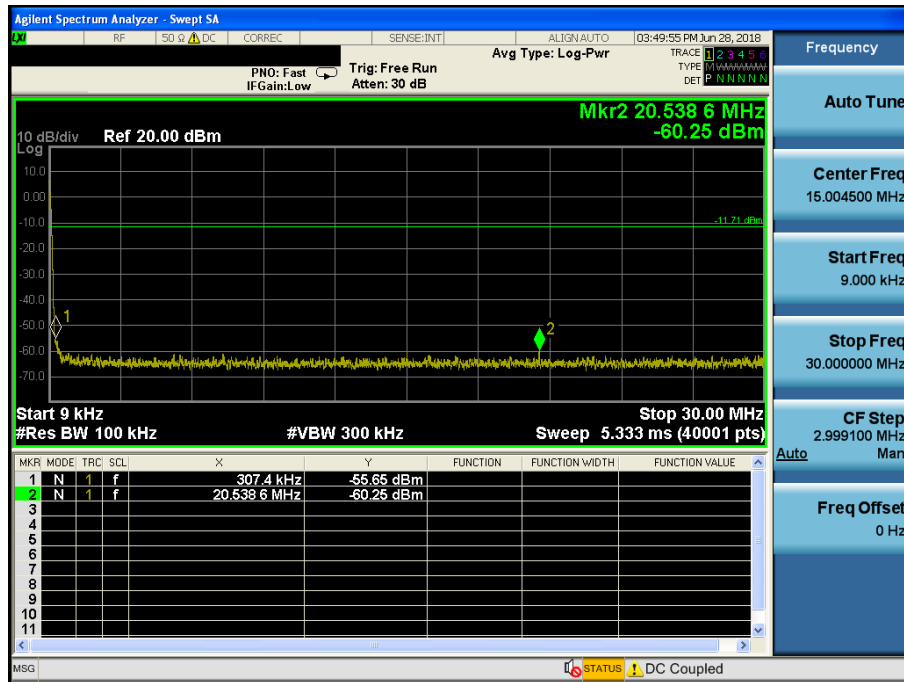 Agilent Spectrum Analyzer - Swept SA
LXI RF 50 Ω DC CORREC SENSE:INT ALIGN AUTO 03:49:55 PM Jun 28, 2018
Avg Type: Log-Pwr
TRACE 1 2 3 4 5 6
PNO: Fast Trig: Free Run TYPE MWWWWW
IFGain:Low Atten: 30 dB DET P N N N N N
Mkr2 20.538 6 MHz
-60.25 dBm
10 dB/div Ref 20.00 dBm
Log
10.0
0.00
-10.0
-11.71 dBm
-20.0
-30.0
-40.0
-50.0
1
2
-60.0
-70.0
Start 9 kHz Stop 30.00 MHz
#Res BW 100 kHz #VBW 300 kHz Sweep 5.333 ms (40001 pts)
MKR MODE TRC SCL X Y FUNCTION FUNCTION WIDTH FUNCTION VALUE
1 N 1 f 307.4 kHz -55.65 dBm
2 N 1 f 20.538 6 MHz -60.25 dBm
3
4
5
6
7
8
9
10
11
MSG STATUS DC Coupled
Frequency
Auto Tune
Center Freq
15.004500 MHz
Start Freq
9.000 kHz
Stop Freq
30.000000 MHz
CF Step
2.999100 MHz
Auto Man
Freq Offset
0 Hz